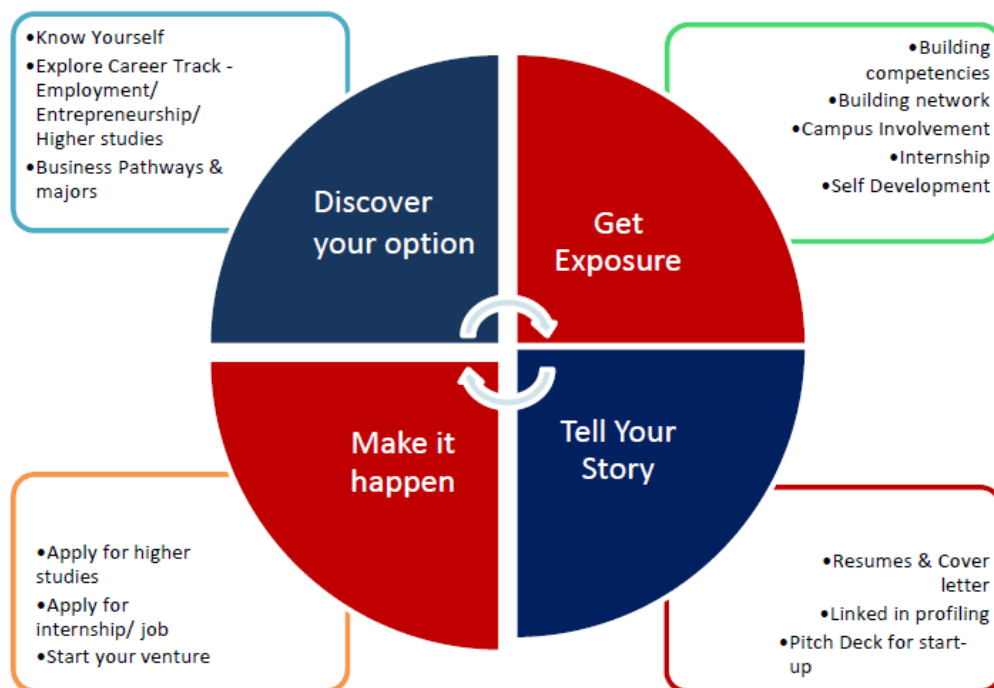 •Know Yourself
•Explore Career Track -
Employment/
Entrepreneurship/
Higher studies
•Business Pathways &
majors
Discover
your option
•Building
competencies
•Building network
•Campus Involvement
•Internship
•Self Development
Get
Exposure
Make it
happen
•Apply for higher
studies
•Apply for
internship/ job
•Start your venture
Tell Your
Story
•Resumes & Cover
letter
•Linked in profiling
•Pitch Deck for start-
up